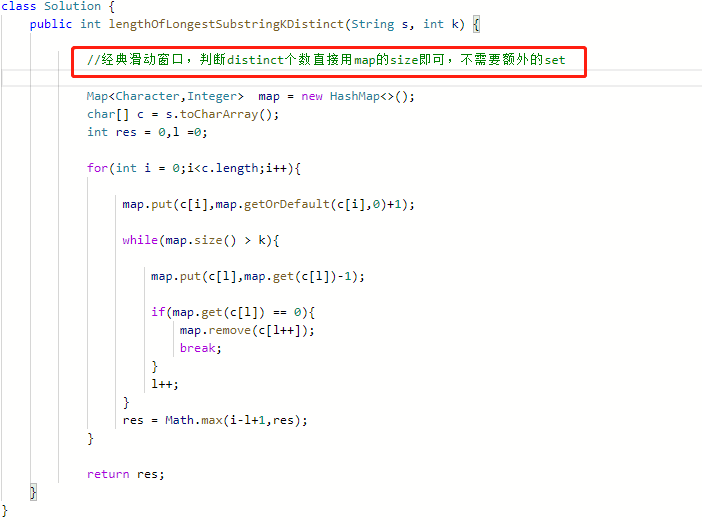 class Solution {
public int lengthOfLongestSubstringKDistinct(String s, int k) {
//经典滑动窗口，判断distinct个数直接用map的size即可，不需要额外的set
Map<Character,Integer>  map = new HashMap<>();
char[] c = s.toCharArray();
int res = 0,l =0;
for(int i = 0;i<c.length;i++){
map.put(c[i],map.getOrDefault(c[i],0)+1);
while(map.size() > k){
map.put(c[l],map.get(c[l])-1);
if(map.get(c[l]) == 0){
map.remove(c[l++]);
break;
}
l++;
}
res = Math.max(i-l+1,res);
}
return res;
}
}